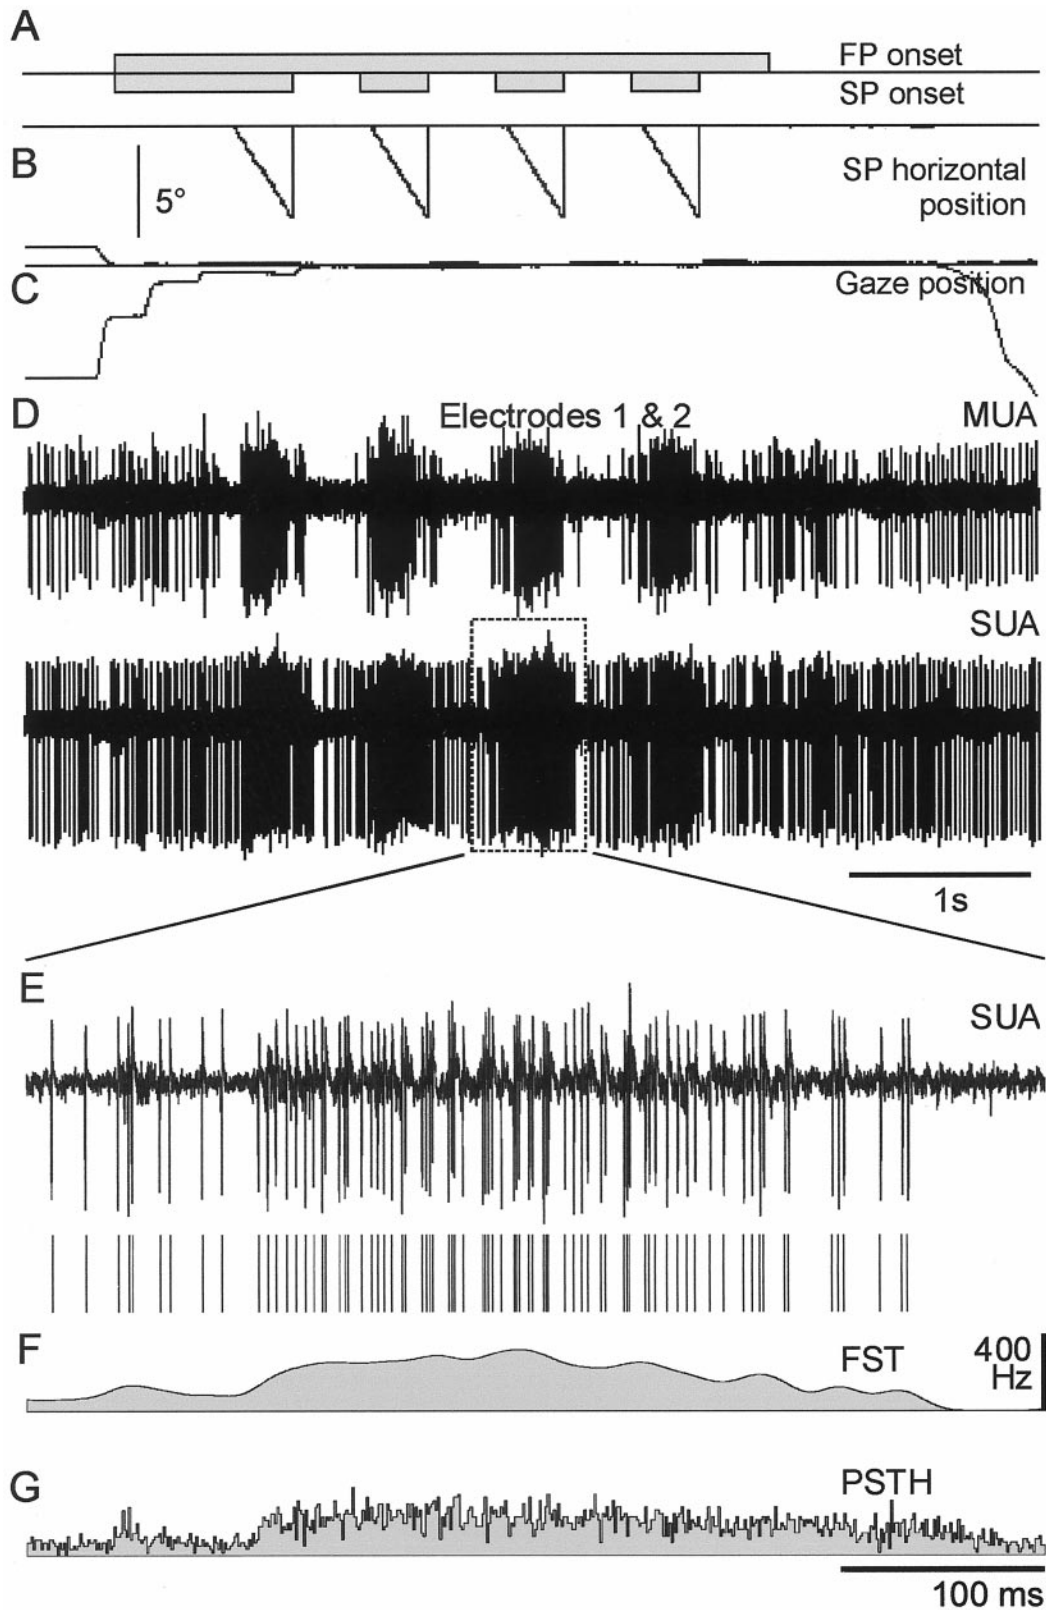 A
FP onset
SP onset
B
5°
SP horizontal
position
C
Gaze position
D
Electrodes 1 & 2
MUA
SUA
1s
E
SUA
F
FST
400
Hz
G
PSTH
100 ms